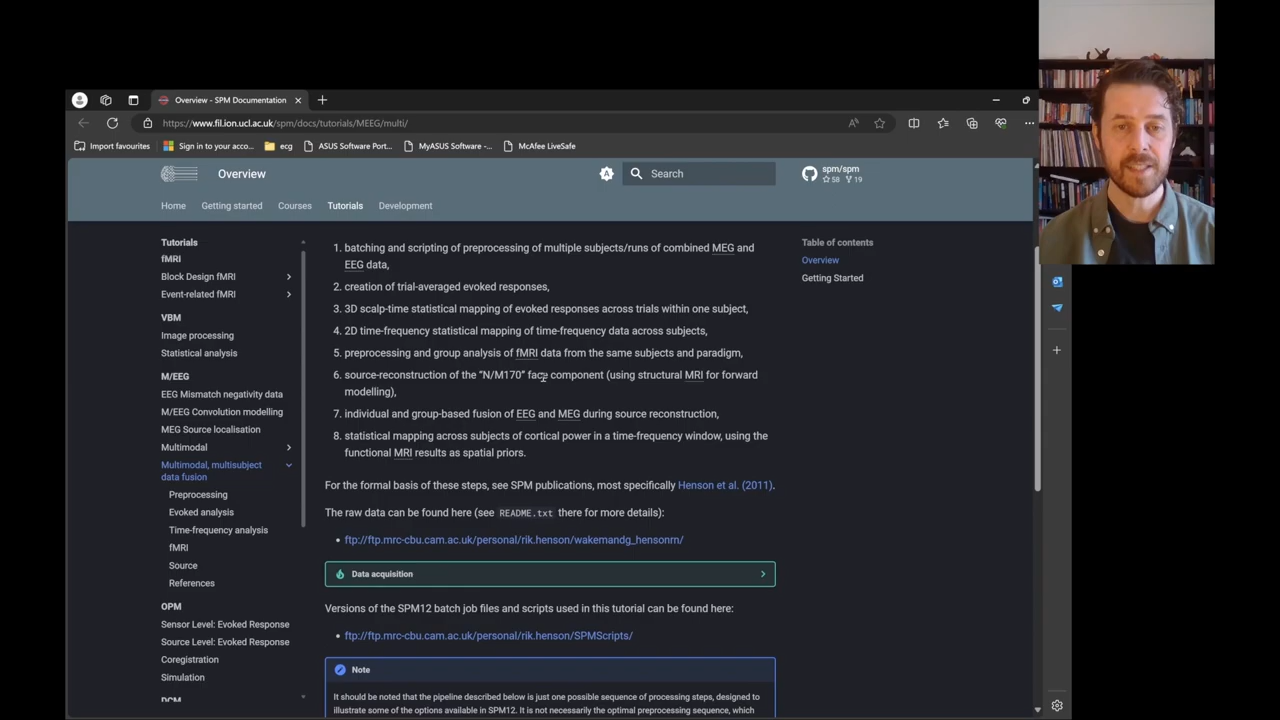 Overview - SPM Documentation
https://www.fil.ion.ucl.ac.uk/spm/docs/tutorials/MEEG/multi/
Import favourites
Sign in to your acco...
ecg
ASUS Software Port...
MyASUS Software -...
McAfee LiveSafe
Overview
Search
spm/spm
58 19
Home Getting started Courses Tutorials Development
Tutorials
fMRI
Block Design fMRI
Event-related fMRI
VBM
Image processing
Statistical analysis
M/EEG
EEG Mismatch negativity data
M/EEG Convolution modelling
MEG Source localisation
Multimodal
Multimodal, multisubject
data fusion
Preprocessing
Evoked analysis
Time-frequency analysis
fMRI
Source
References
OPM
Sensor Level: Evoked Response
Source Level: Evoked Response
Coregistration
Simulation
DCM
1. batching and scripting of preprocessing of multiple subjects/runs of combined MEG and
EEG data,
2. creation of trial-averaged evoked responses,
3. 3D scalp-time statistical mapping of evoked responses across trials within one subject,
4. 2D time-frequency statistical mapping of time-frequency data across subjects,
5. preprocessing and group analysis of fMRI data from the same subjects and paradigm,
6. source-reconstruction of the “N/M170” face component (using structural MRI for forward
modelling),
7. individual and group-based fusion of EEG and MEG during source reconstruction,
8. statistical mapping across subjects of cortical power in a time-frequency window, using the
functional MRI results as spatial priors.
For the formal basis of these steps, see SPM publications, most specifically Henson et al. (2011).
The raw data can be found here (see README.txt there for more details):
• ftp://ftp.mrc-cbu.cam.ac.uk/personal/rik.henson/wakemandg_hensonrn/
Data acquisition
Versions of the SPM12 batch job files and scripts used in this tutorial can be found here:
• ftp://ftp.mrc-cbu.cam.ac.uk/personal/rik.henson/SPMScripts/
Note
It should be noted that the pipeline described below is just one possible sequence of processing steps, designed to
illustrate some of the options available in SPM12. It is not necessarily the optimal preprocessing sequence, which
Table of contents
Overview
Getting Started